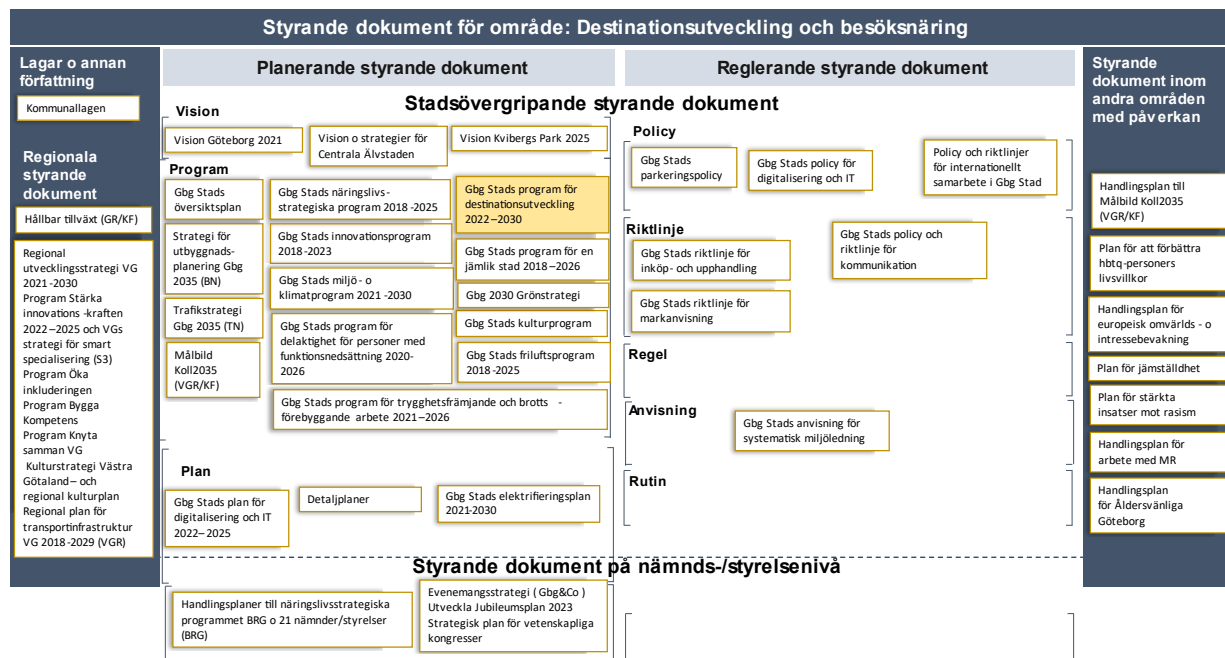 Styrande dokument för område: Destinationsutveckling och besöksnäring
Lagar o annan
författning
Kommunallagen
Regionala
styrande
dokument
Hållbar tillväxt (GR/KF)
Regional
utvecklingsstrategi VG
2021 -2030
Program Stärka
innovations -kraften
2022–2025 och VGs
strategi för smart
specialisering (S3)
Program Öka
inkluderingen
Program Bygga
Kompetens
Program Knyta
samman VG
Kulturstrategi Västra
Götaland– och
regional kulturplan
Regional plan för
transportinfrastruktur
VG 2018 -2029 (VGR)
Planerande styrande dokument
Reglerande styrande dokument
Stadsövergripande styrande dokument
Vision
Vision Göteborg 2021
Vision o strategier för
Centrala Älvstaden
Vision Kvibergs Park 2025
Program
Gbg Stads
översiktsplan
Strategi för
utbyggnads-
planering Gbg
2035 (BN)
Trafikstrategi
Gbg 2035 (TN)
Målbild
Koll2035
(VGR/KF)
Gbg Stads näringslivs-
strategiska program 2018 -2025
Gbg Stads innovationsprogram
2018-2023
Gbg Stads miljö - o
klimatprogram 2021 -2030
Gbg Stads program för
delaktighet för personer med
funktionsnedsättning 2020-
2026
Gbg Stads program för
destinationsutveckling
2022–2030
Gbg Stads program för
en jämlik stad 2018–2026
Gbg 2030 Grönstrategi
Gbg Stads kulturprogram
Gbg Stads friluftsprogram
2018 -2025
Gbg Stads program för trygghetsfrämjande och brotts -
förebyggande arbete 2021–2026
Plan
Gbg Stads plan för
digitalisering och IT
2022– 2025
Detaljplaner
Gbg Stads elektrifieringsplan
2021-2030
Policy
Gbg Stads
parkeringspolicy
Gbg Stads policy för
digitalisering och IT
Policy och riktlinjer
för internationellt
samarbete i Gbg Stad
Riktlinje
Gbg Stads riktlinje för
inköp- och upphandling
Gbg Stads policy och
riktlinje för
kommunikation
Gbg Stads riktlinje för
markanvisning
Regel
Anvisning
Gbg Stads anvisning för
systematisk miljöledning
Rutin
Styrande dokument på nämnds-/styrelsenivå
Handlingsplaner till näringslivsstrategiska
programmet BRG o 21 nämnder/styrelser
(BRG)
Evenemangsstrategi ( Gbg&Co )
Utveckla Jubileumsplan 2023
Strategisk plan för vetenskapliga
kongresser
Styrande
dokument inom
andra områden
med påverkan
Handlingsplan till
Målbild Koll2035
(VGR/KF)
Plan för att förbättra
hbtq-personers
livsvillkor
Handlingsplan för
europeisk omvärlds - o
intressebevakning
Plan för jämställdhet
Plan för stärkta
insatser mot rasism
Handlingsplan för
arbete med MR
Handlingsplan
för Åldersvänliga
Göteborg